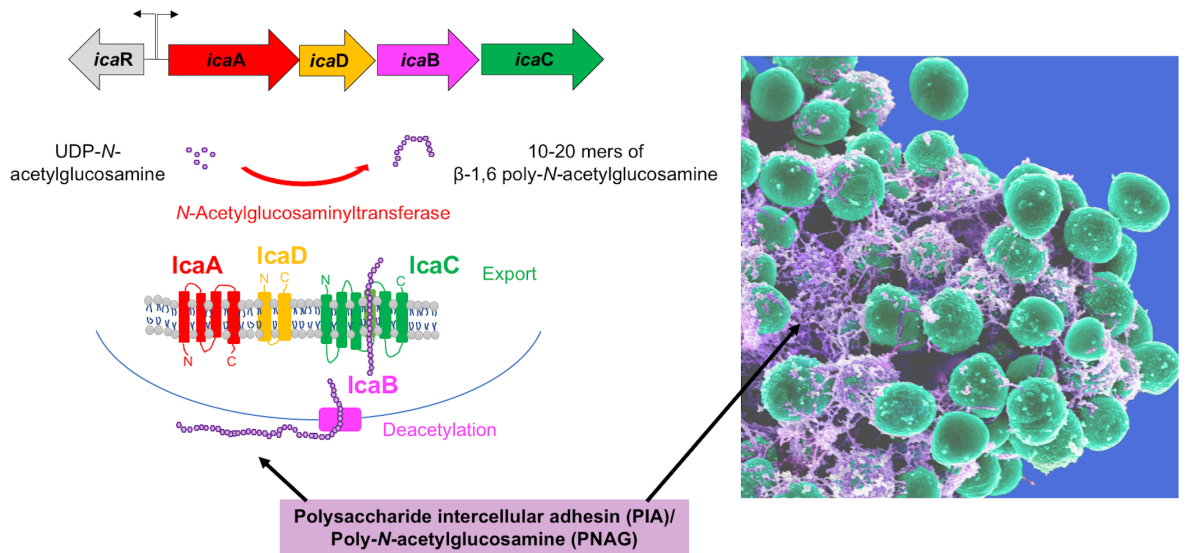 icaR
icaA
icaD
icaB
icaC
UDP-N-
acetylglucosamine
10-20 mers of
β-1,6 poly-N-acetylglucosamine
N-Acetylglucosaminyltransferase
IcaA
IcaD
IcaC
Export
N
C
N
C
N
C
IcaB
Deacetylation
Polysaccharide intercellular adhesin (PIA)/
Poly-N-acetylglucosamine (PNAG)